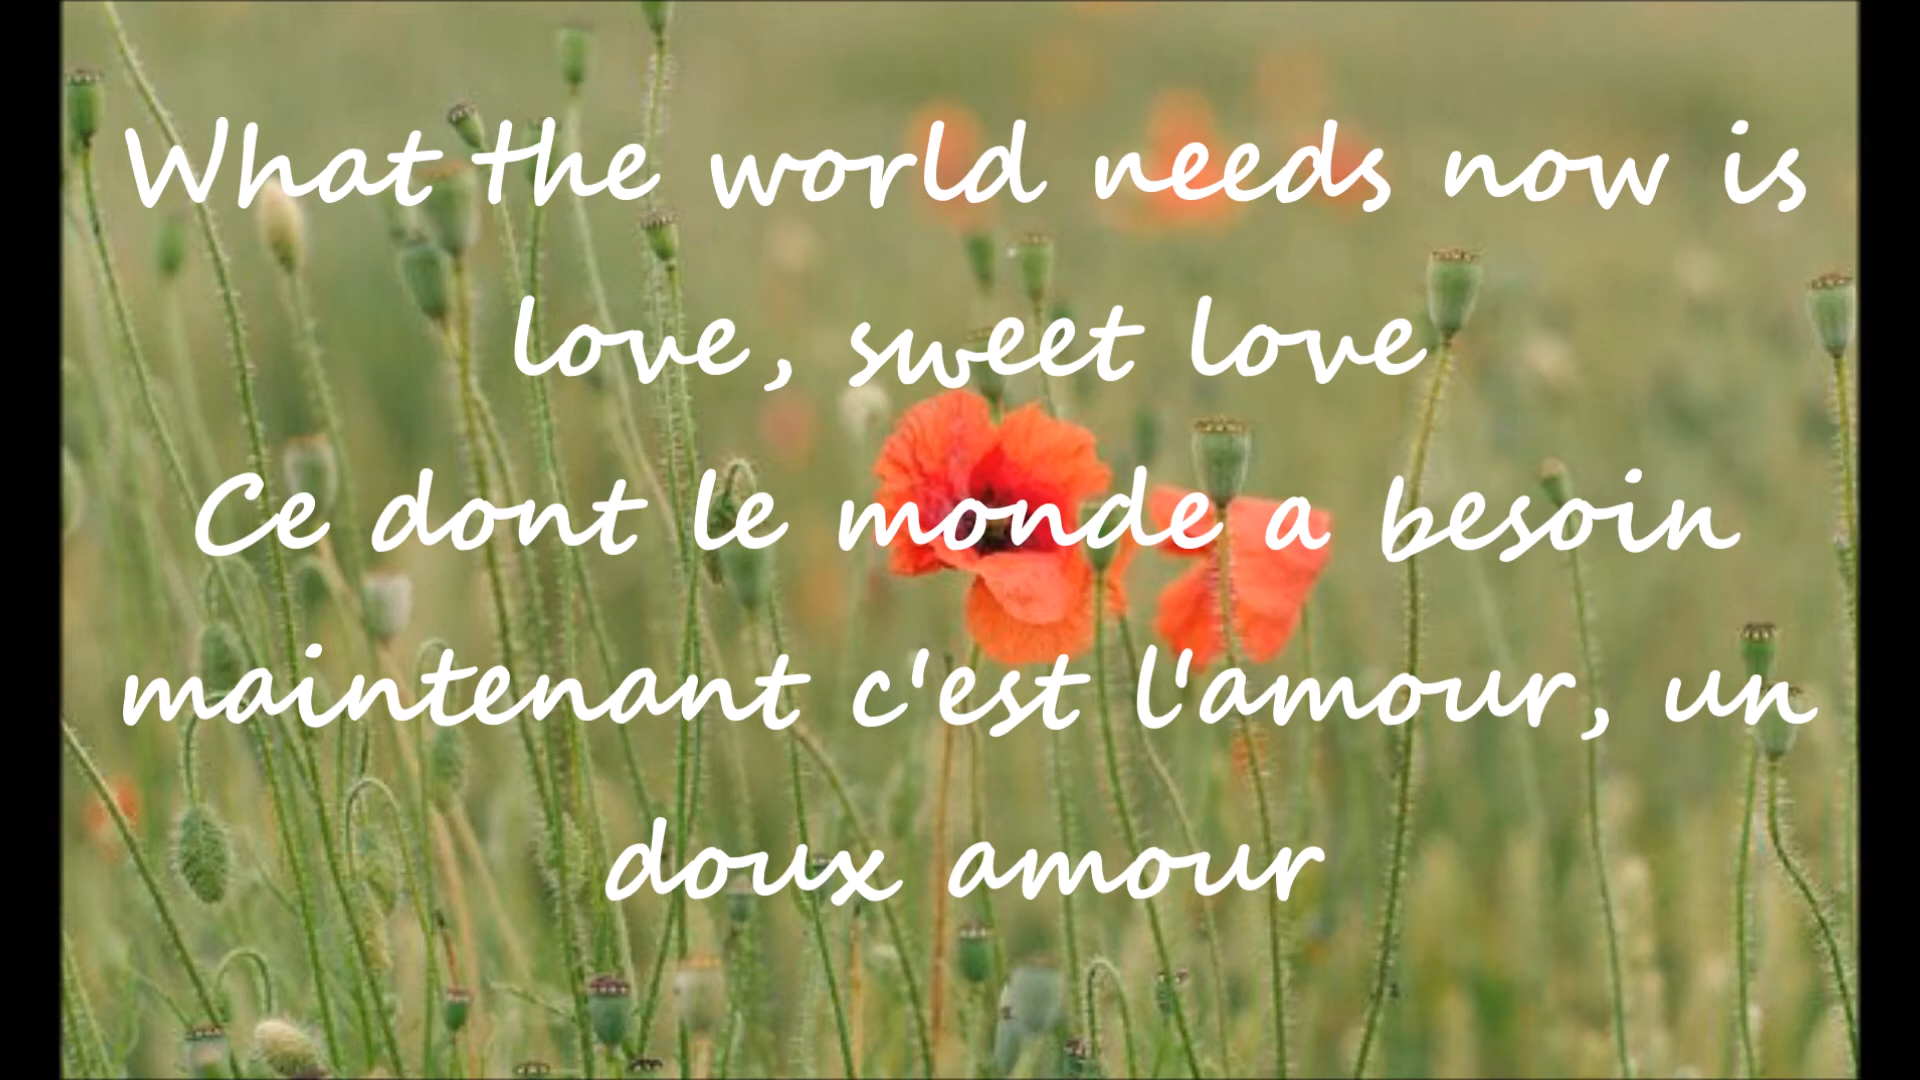 What the world needs now is
love, sweet love
Ce dont le monde a besoin
maintenant c'est l'amour, un
doux amour